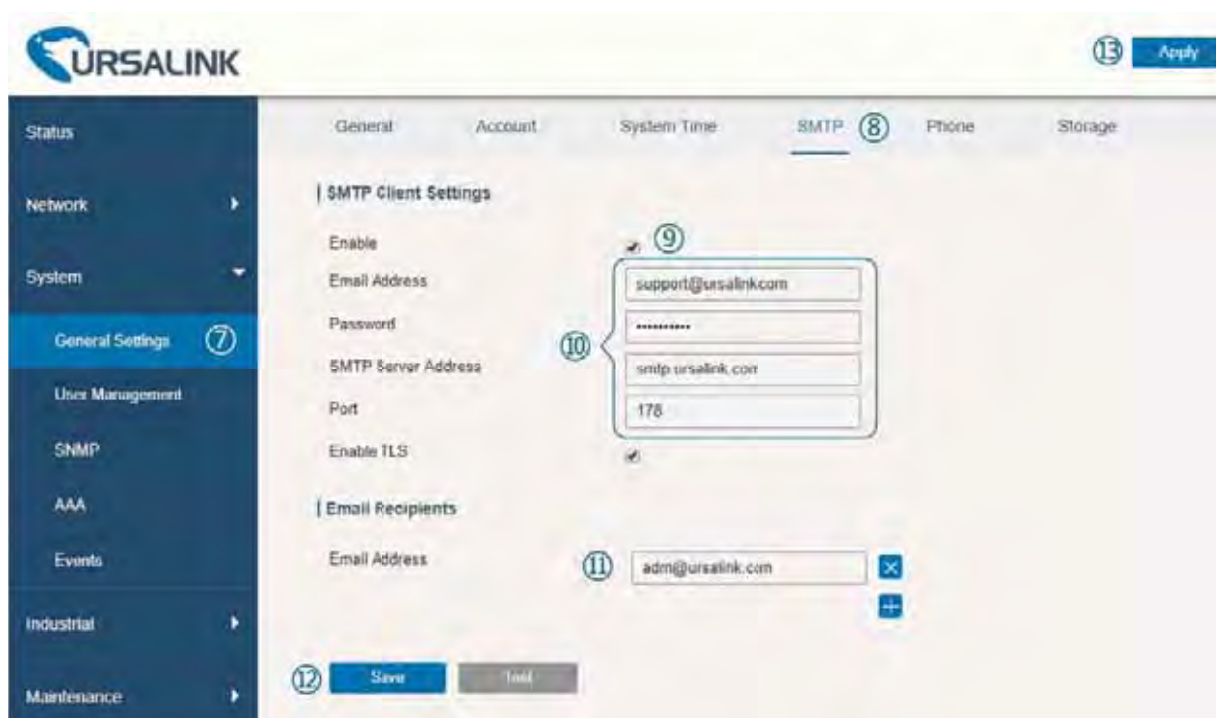 URSALINK
⑬ Apply
Status
Network
System
General Settings ⑦
User Management
SNMP
AAA
Events
Industrial
Maintenance
General Account System Time SMTP ⑧ Phone Storage
SMTP Client Settings
Enable ⑨
⑩
Email Address support@ursalinkcom
Password ••••••••••
SMTP Server Address smtp.ursalink.com
Port 178
Enable TLS
Email Recipients
Email Address ⑪ adm@ursalink.com
⑫ Save Test